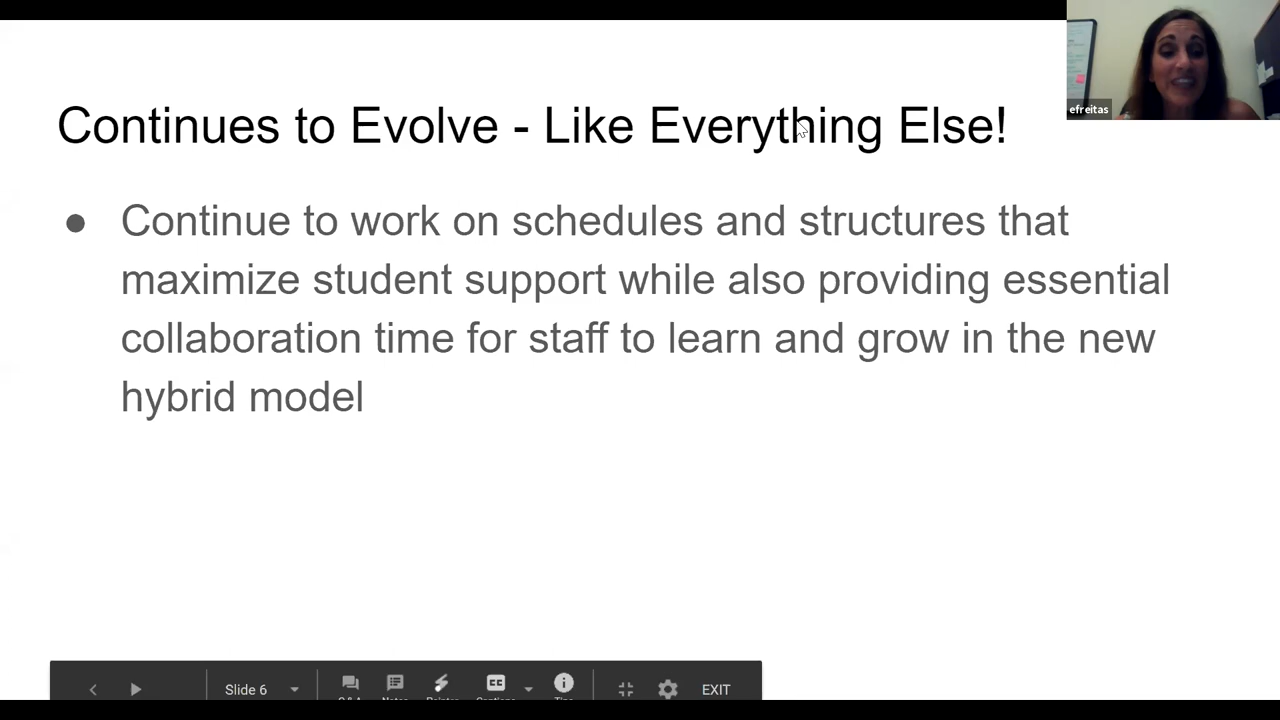 efreitas
Continues to Evolve - Like Everything Else!
● Continue to work on schedules and structures that
maximize student support while also providing essential
collaboration time for staff to learn and grow in the new
hybrid model
Slide 6
EXIT